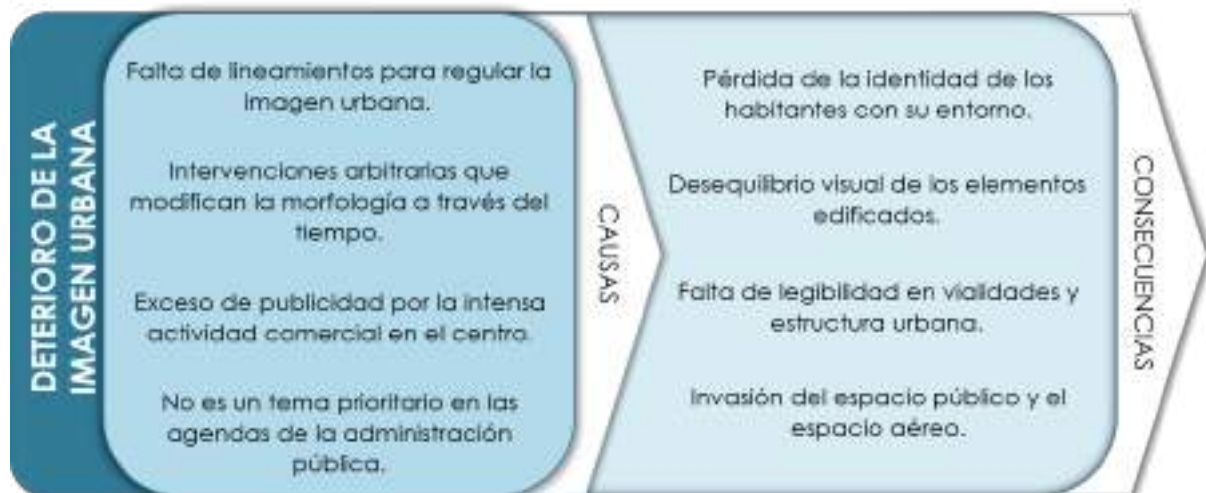 DETERIORO DE LA
IMAGEN URBANA
Falta de lineamientos para regular la
imagen urbana.
Intervenciones arbitrarias que
modifican la morfología a través del
tiempo.
Exceso de publicidad por la intensa
actividad comercial en el centro.
No es un tema prioritario en las
agendas de la administración
pública.
CAUSAS
Pérdida de la identidad de los
habitantes con su entorno.
Desequilibrio visual de los elementos
edificados.
Falta de legibilidad en vialidades y
estructura urbana.
Invasión del espacio público y el
espacio aéreo.
CONSECUENCIAS